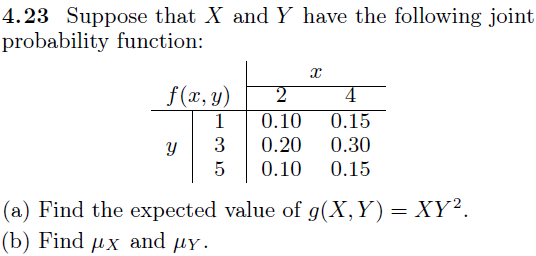 4.23 Suppose that X and Y have the following joint
probability function:
x
f(x, y) 2 4
1 0.10 0.15
y 3 0.20 0.30
5 0.10 0.15
(a) Find the expected value of g(X, Y) = XY².
(b) Find μX and μY.